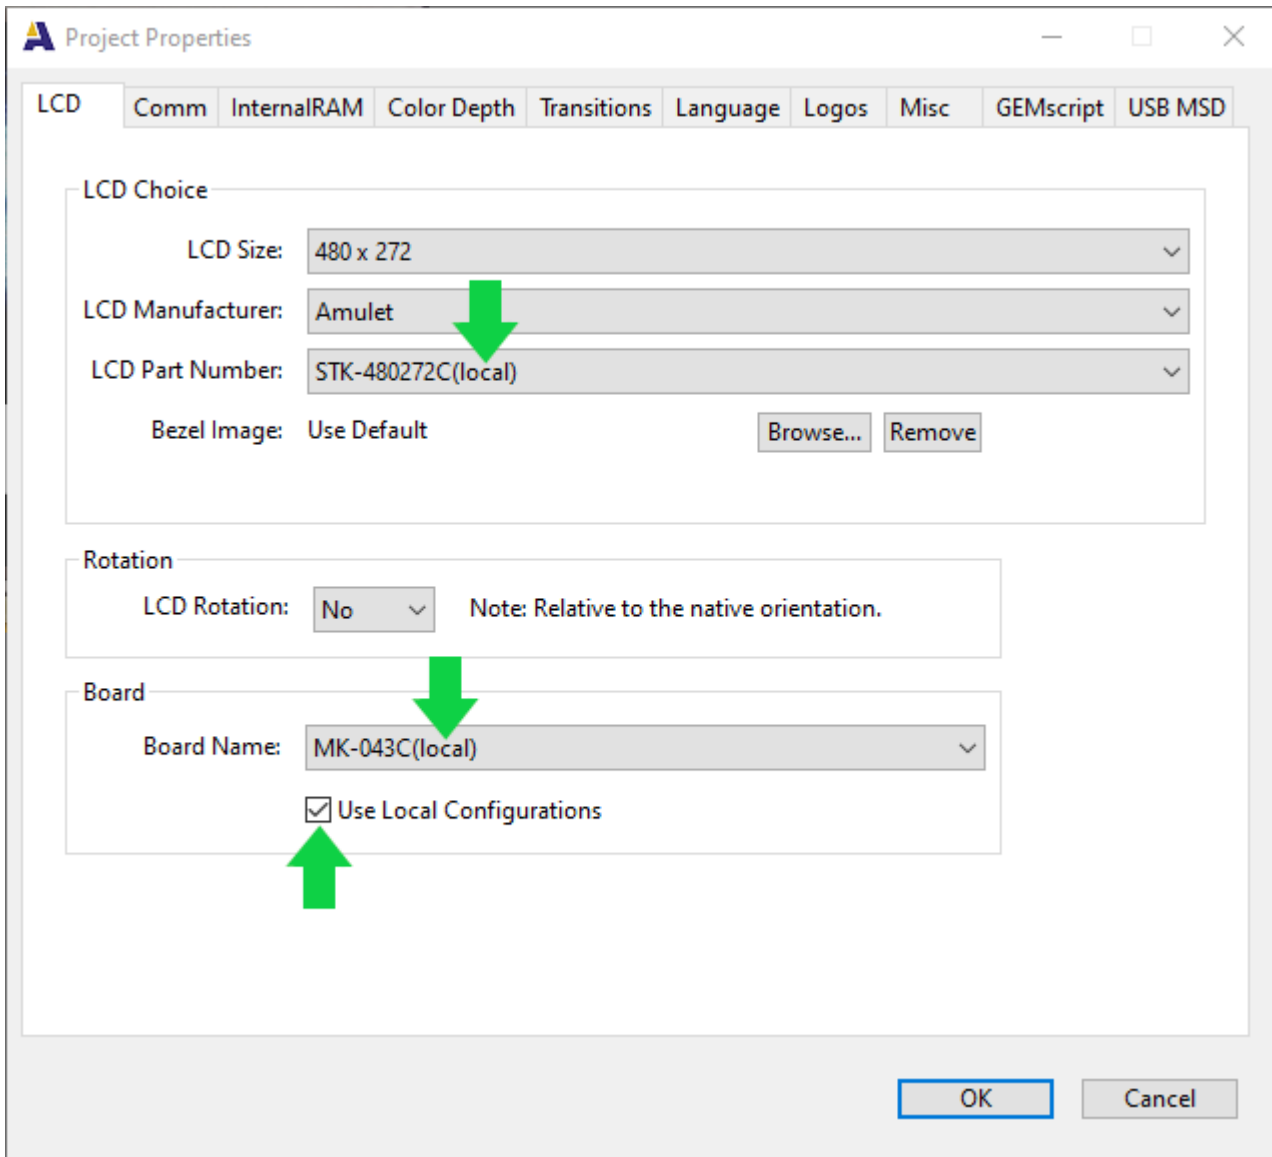 Project Properties
LCD Comm InternalRAM Color Depth Transitions Language Logos Misc GEMscript USB MSD
LCD Choice
LCD Size: 480 x 272
LCD Manufacturer: Amulet
LCD Part Number: STK-480272C(local)
Bezel Image: Use Default Browse... Remove
Rotation
LCD Rotation: No Note: Relative to the native orientation.
Board
Board Name: MK-043C(local)
Use Local Configurations
OK Cancel